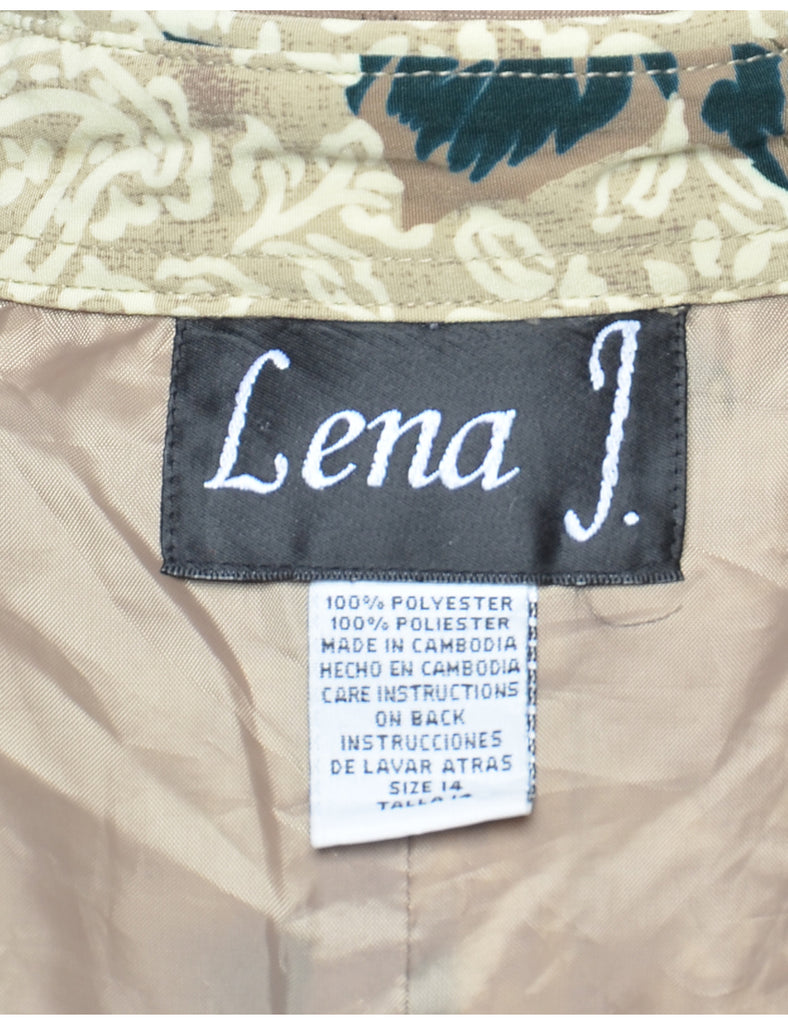 Lena J.
100% POLYESTER
100% POLIESTER
MADE IN CAMBODIA
HECHO EN CAMBODIA
CARE INSTRUCTIONS
ON BACK
INSTRUCCIONES
DE LAVAR ATRAS
SIZE 14
TALLA